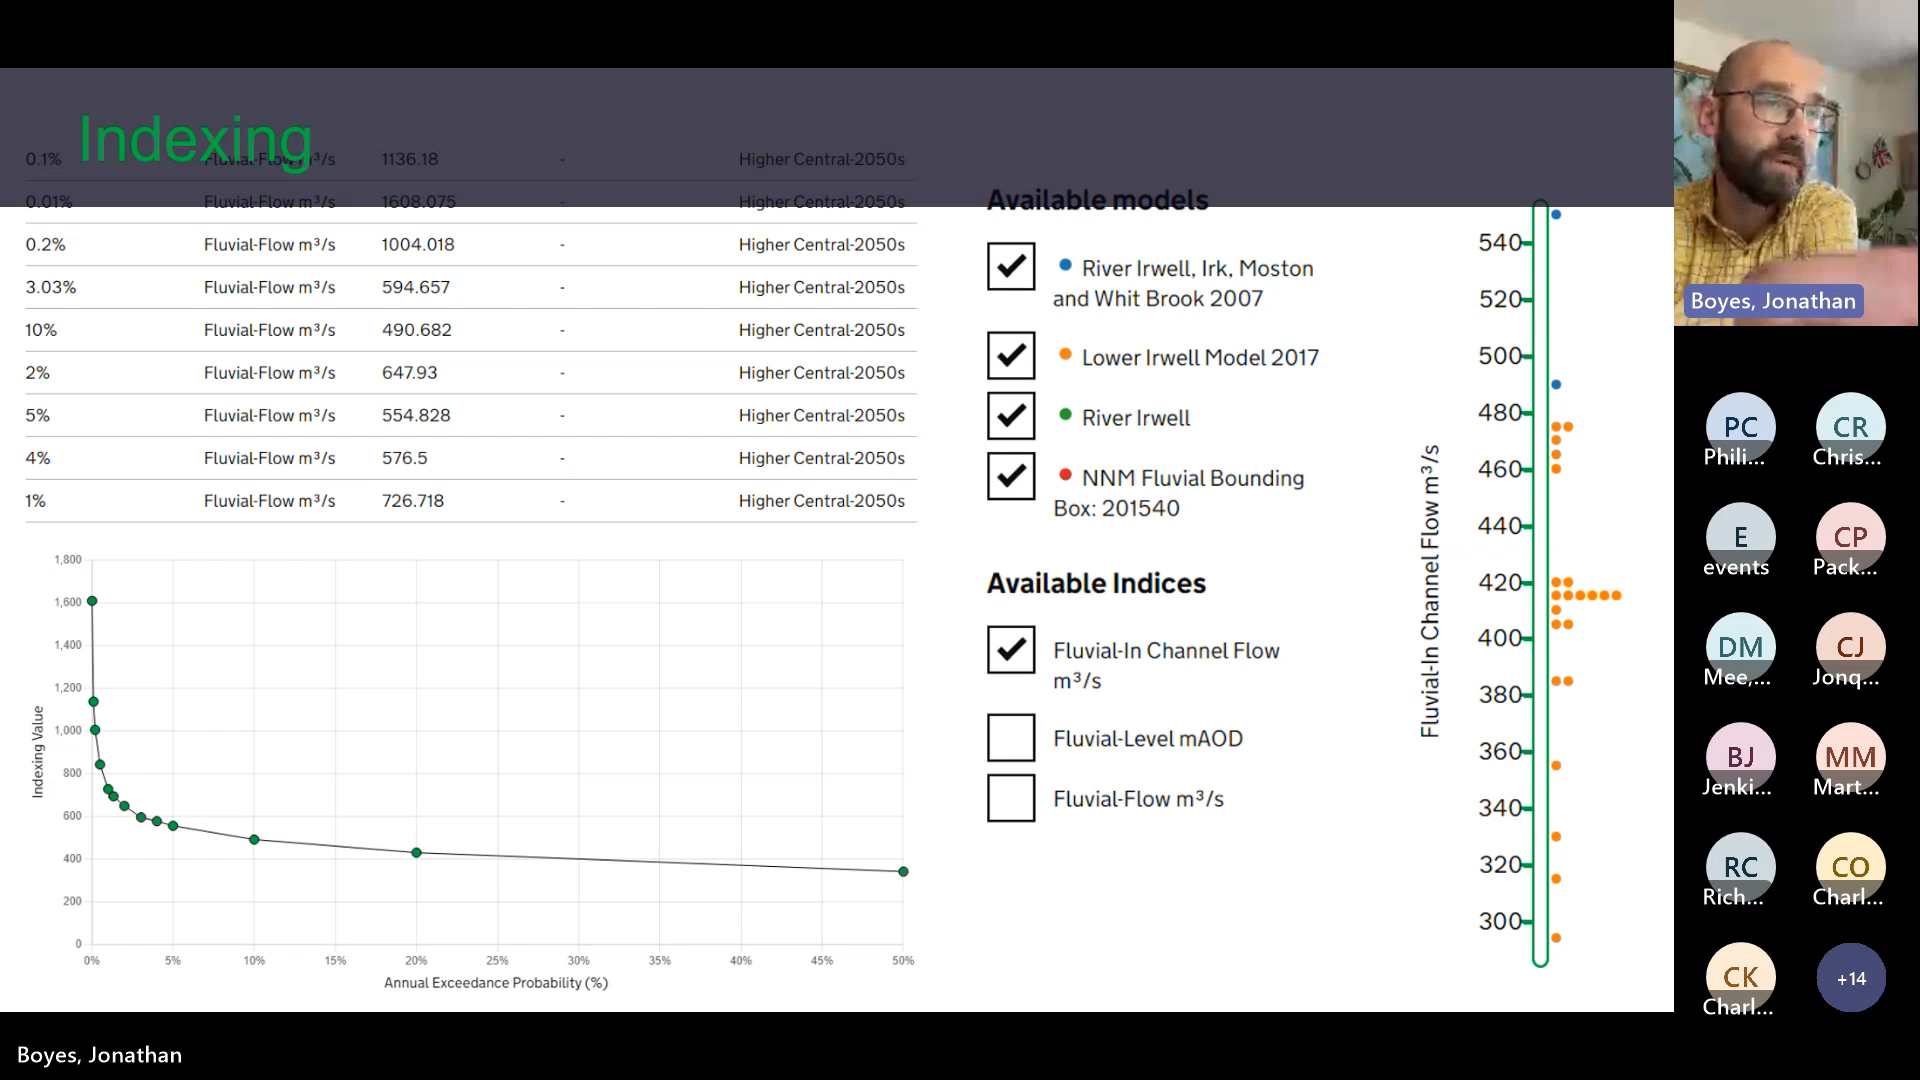 Indexing
0.1% Fluvial-Flow m³/s 1136.18 - Higher Central-2050s
0.01% Fluvial-Flow m³/s 1608.075 - Higher Central-2050s
0.2% Fluvial-Flow m³/s 1004.018 - Higher Central-2050s
3.03% Fluvial-Flow m³/s 594.657 - Higher Central-2050s
10% Fluvial-Flow m³/s 490.682 - Higher Central-2050s
2% Fluvial-Flow m³/s 647.93 - Higher Central-2050s
5% Fluvial-Flow m³/s 554.828 - Higher Central-2050s
4% Fluvial-Flow m³/s 576.5 - Higher Central-2050s
1% Fluvial-Flow m³/s 726.718 - Higher Central-2050s
1,800
1,600
1,400
1,200
1,000
800
600
400
200
0
Indexing Value
0% 5% 10% 15% 20% 25% 30% 35% 40% 45% 50%
Annual Exceedance Probability (%)
Available models
River Irwell, Irk, Moston
and Whit Brook 2007
Lower Irwell Model 2017
River Irwell
NNM Fluvial Bounding
Box: 201540
Available Indices
Fluvial-In Channel Flow
m³/s
Fluvial-Level mAOD
Fluvial-Flow m³/s
Fluvial-In Channel Flow m³/s
540
520
500
480
460
440
420
400
380
360
340
320
300
Boyes, Jonathan
PC CR
Phili... Chris...
E CP
events Pack...
DM CJ
Mee,... Jonq...
BJ MM
Jenki... Mart...
RC CO
Rich... Charl...
CK +14
Charl...
Boyes, Jonathan